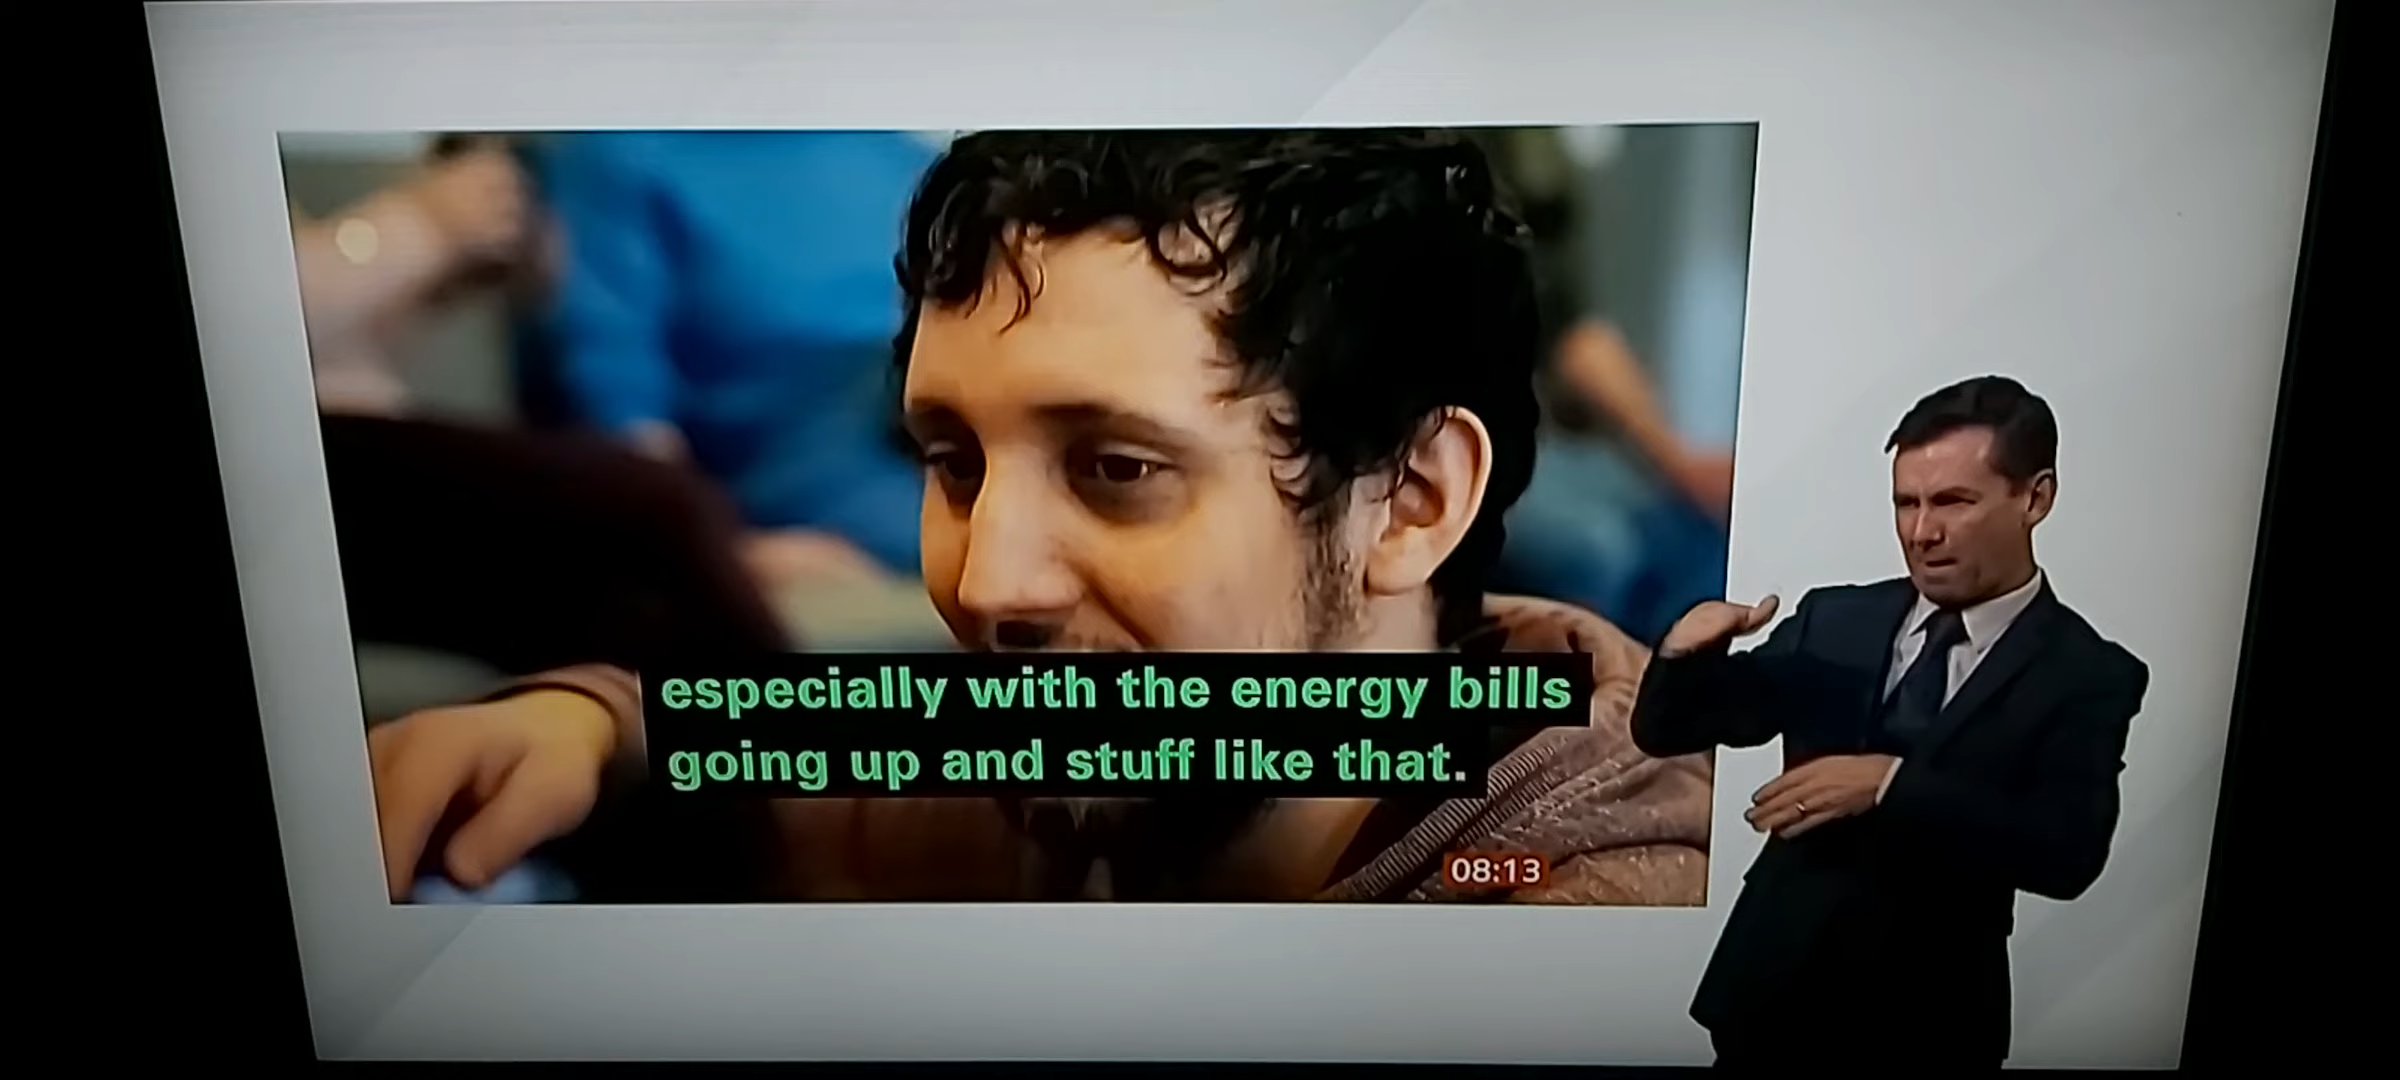 especially with the energy bills
going up and stuff like that.
08:13